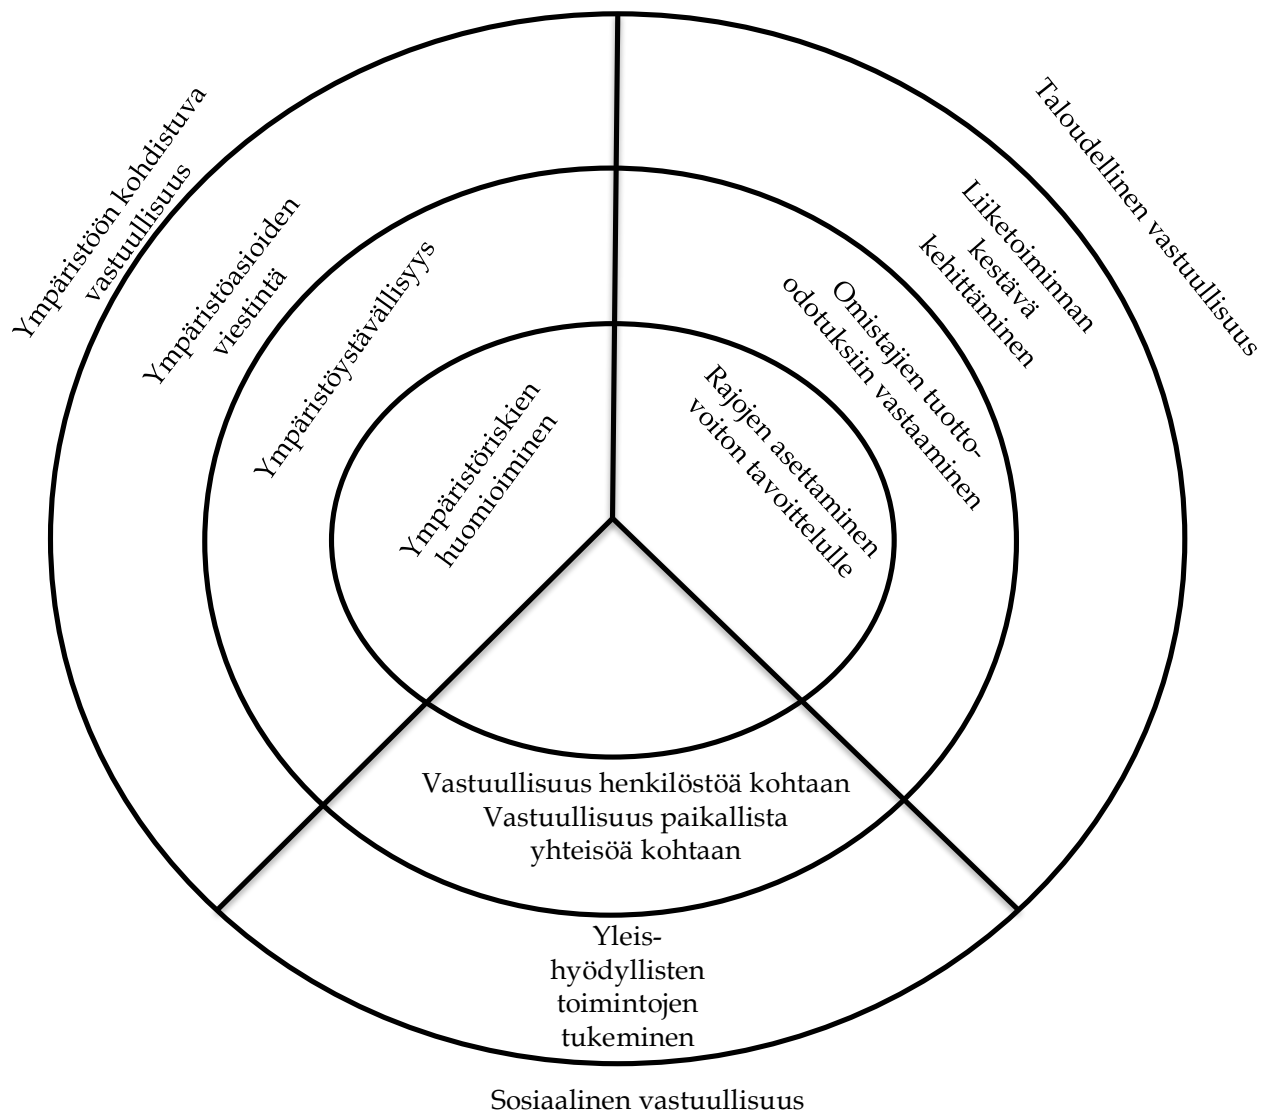 Ympäristöön kohdistuva
vastuullisuus
Ympäristöasioiden
viestintä
Ympäristöystävällisyys
Ympäristöriskien
huomioiminen
Taloudellinen vastuullisuus
Liiketoiminnan
kestävä
kehittäminen
Omistajien tuotto-
odotuksiin vastaaminen
Rajojen asettaminen
voiton tavoittelulle
Vastuullisuus henkilöstöä kohtaan
Vastuullisuus paikallista
yhteisöä kohtaan
Yleis-
hyödyllisten
toimintojen
tukeminen
Sosiaalinen vastuullisuus